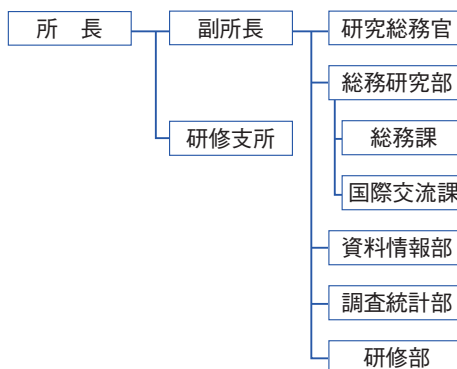 所　長
副所長
研究総務官
総務研究部
研修支所
総務課
国際交流課
資料情報部
調査統計部
研修部